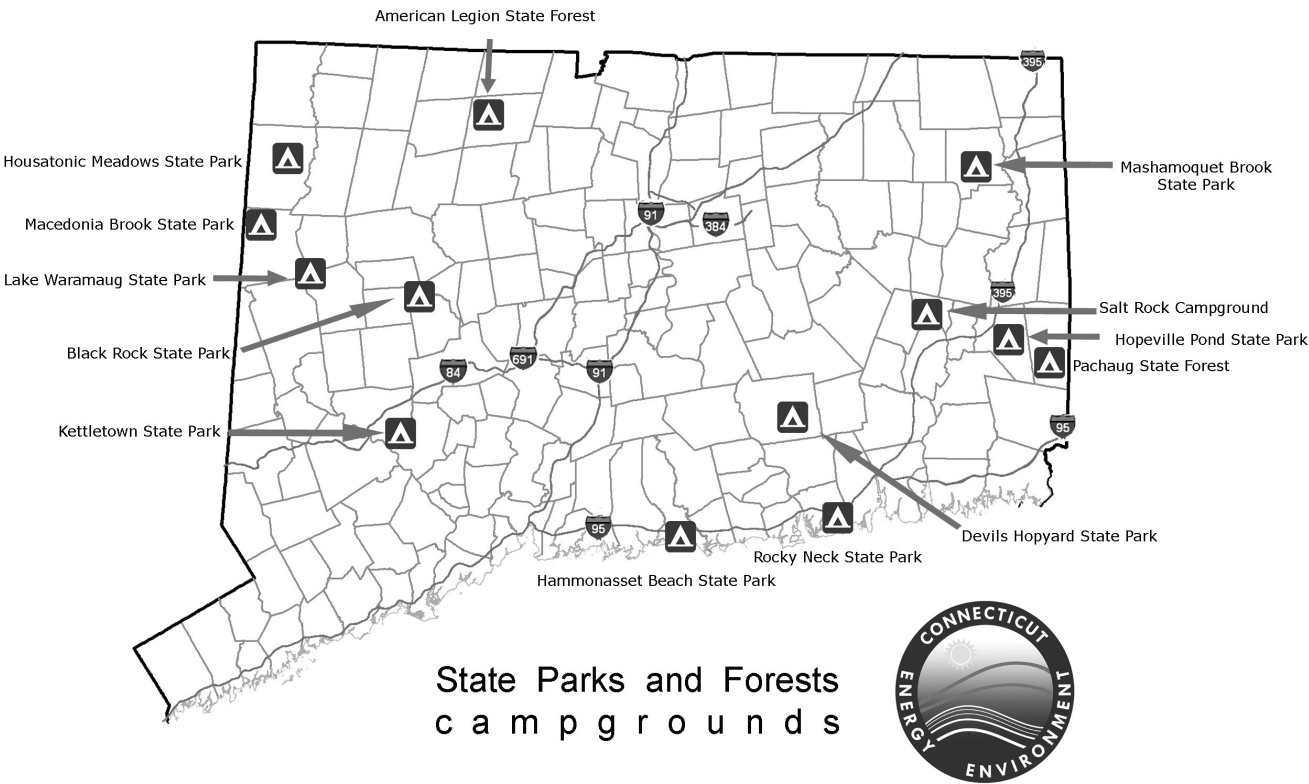 American Legion State Forest
395
Housatonic Meadows State Park
Mashamoquet Brook
State Park
Macedonia Brook State Park
91
384
Lake Waramaug State Park
395
Salt Rock Campground
Black Rock State Park
Hopeville Pond State Park
691
84
91
Pachaug State Forest
Kettletown State Park
95
95
Devils Hopyard State Park
Rocky Neck State Park
Hammonasset Beach State Park
State Parks and Forests
campgrounds
CONNECTICUT
ENERGY
ENVIRONMENT